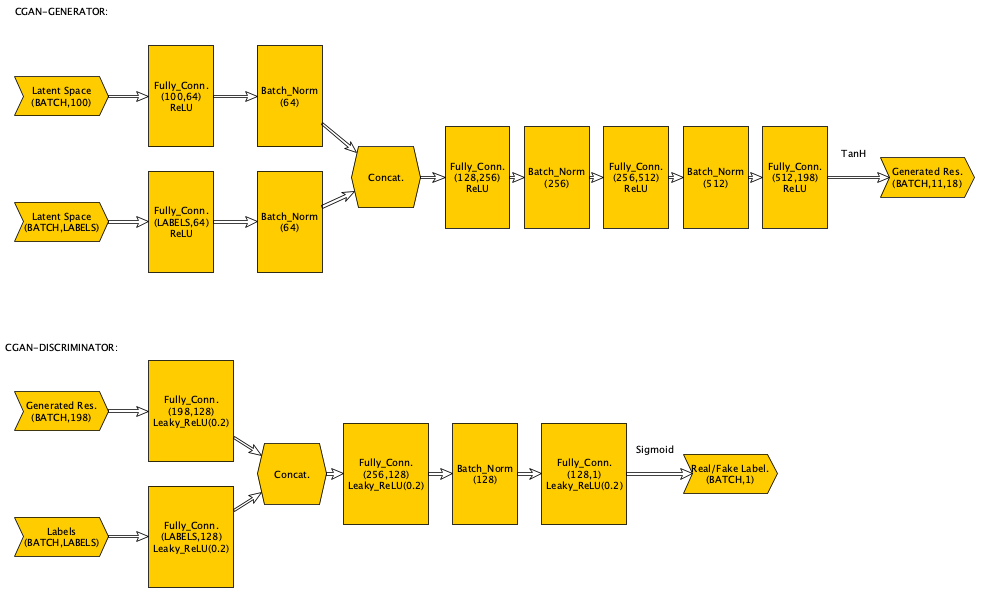 CGAN-GENERATOR:
Latent Space
(BATCH,100)
Fully_Conn.
(100,64)
ReLU
Batch_Norm
(64)
Latent Space
(BATCH,LABELS)
Fully_Conn.
(LABELS,64)
ReLU
Batch_Norm
(64)
Concat.
Fully_Conn.
(128,256)
ReLU
Batch_Norm
(256)
Fully_Conn.
(256,512)
ReLU
Batch_Norm
(512)
Fully_Conn.
(512,198)
ReLU
TanH
Generated Res.
(BATCH,11,18)
CGAN-DISCRIMINATOR:
Generated Res.
(BATCH,198)
Fully_Conn.
(198,128)
Leaky_ReLU(0.2)
Labels
(BATCH,LABELS)
Fully_Conn.
(LABELS,128)
Leaky_ReLU(0.2)
Concat.
Fully_Conn.
(256,128)
Leaky_ReLU(0.2)
Batch_Norm
(128)
Fully_Conn.
(128,1)
Leaky_ReLU(0.2)
Sigmoid
Real/Fake Label.
(BATCH,1)